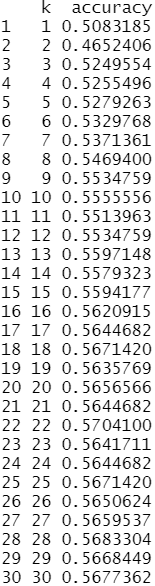 k accuracy
1 1 0.5083185
2 2 0.4652406
3 3 0.5249554
4 4 0.5255496
5 5 0.5279263
6 6 0.5329768
7 7 0.5371361
8 8 0.5469400
9 9 0.5534759
10 10 0.5555556
11 11 0.5513963
12 12 0.5534759
13 13 0.5597148
14 14 0.5579323
15 15 0.5594177
16 16 0.5620915
17 17 0.5644682
18 18 0.5671420
19 19 0.5635769
20 20 0.5656566
21 21 0.5644682
22 22 0.5704100
23 23 0.5641711
24 24 0.5644682
25 25 0.5671420
26 26 0.5650624
27 27 0.5659537
28 28 0.5683304
29 29 0.5668449
30 30 0.5677362